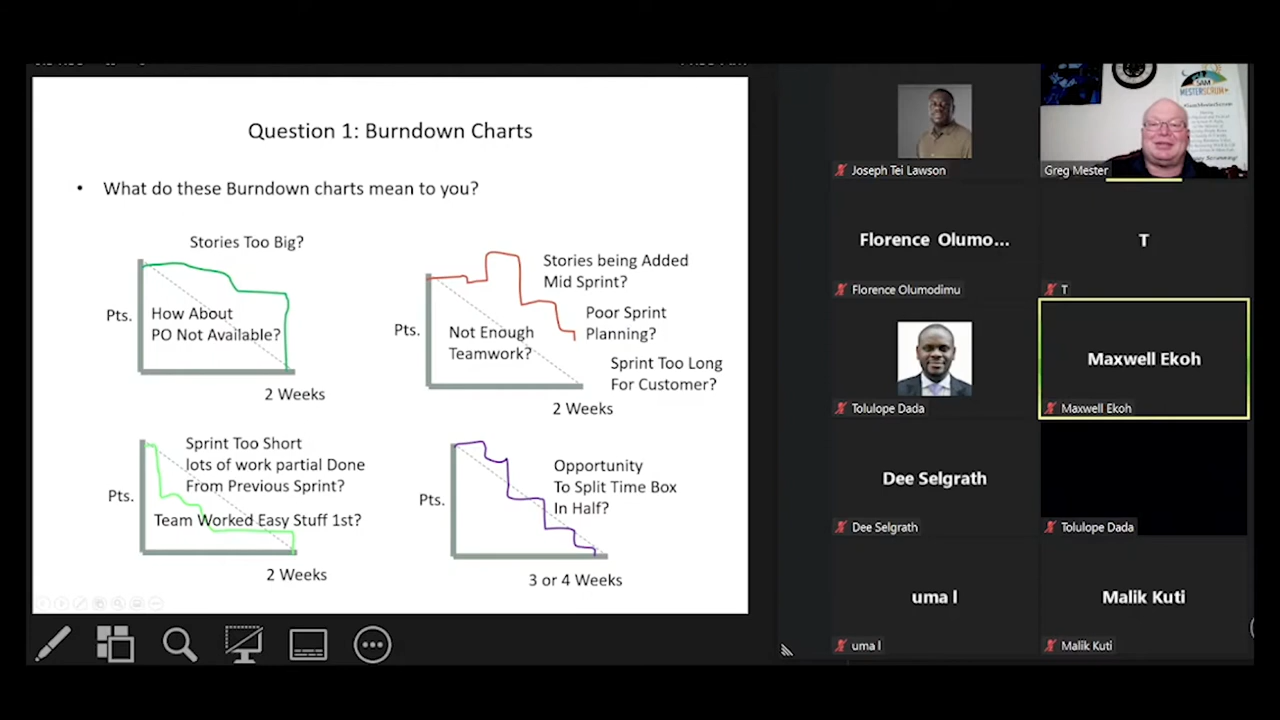 Question 1: Burndown Charts
• What do these Burndown charts mean to you?
Stories Too Big?
Pts.
How About
PO Not Available?
2 Weeks
Stories being Added
Mid Sprint?
Poor Sprint
Planning?
Pts.
Not Enough
Teamwork?
Sprint Too Long
For Customer?
2 Weeks
Sprint Too Short
lots of work partial Done
From Previous Sprint?
Pts.
Team Worked Easy Stuff 1st?
2 Weeks
Opportunity
To Split Time Box
In Half?
Pts.
3 or 4 Weeks
Joseph Tei Lawson
SAM
MESTERSCRUM
Greg Mester
Florence Olumo...
Florence Olumodimu
T
T
Tolulope Dada
Maxwell Ekoh
Maxwell Ekoh
Dee Selgrath
Dee Selgrath
Tolulope Dada
uma l
uma l
Malik Kuti
Malik Kuti